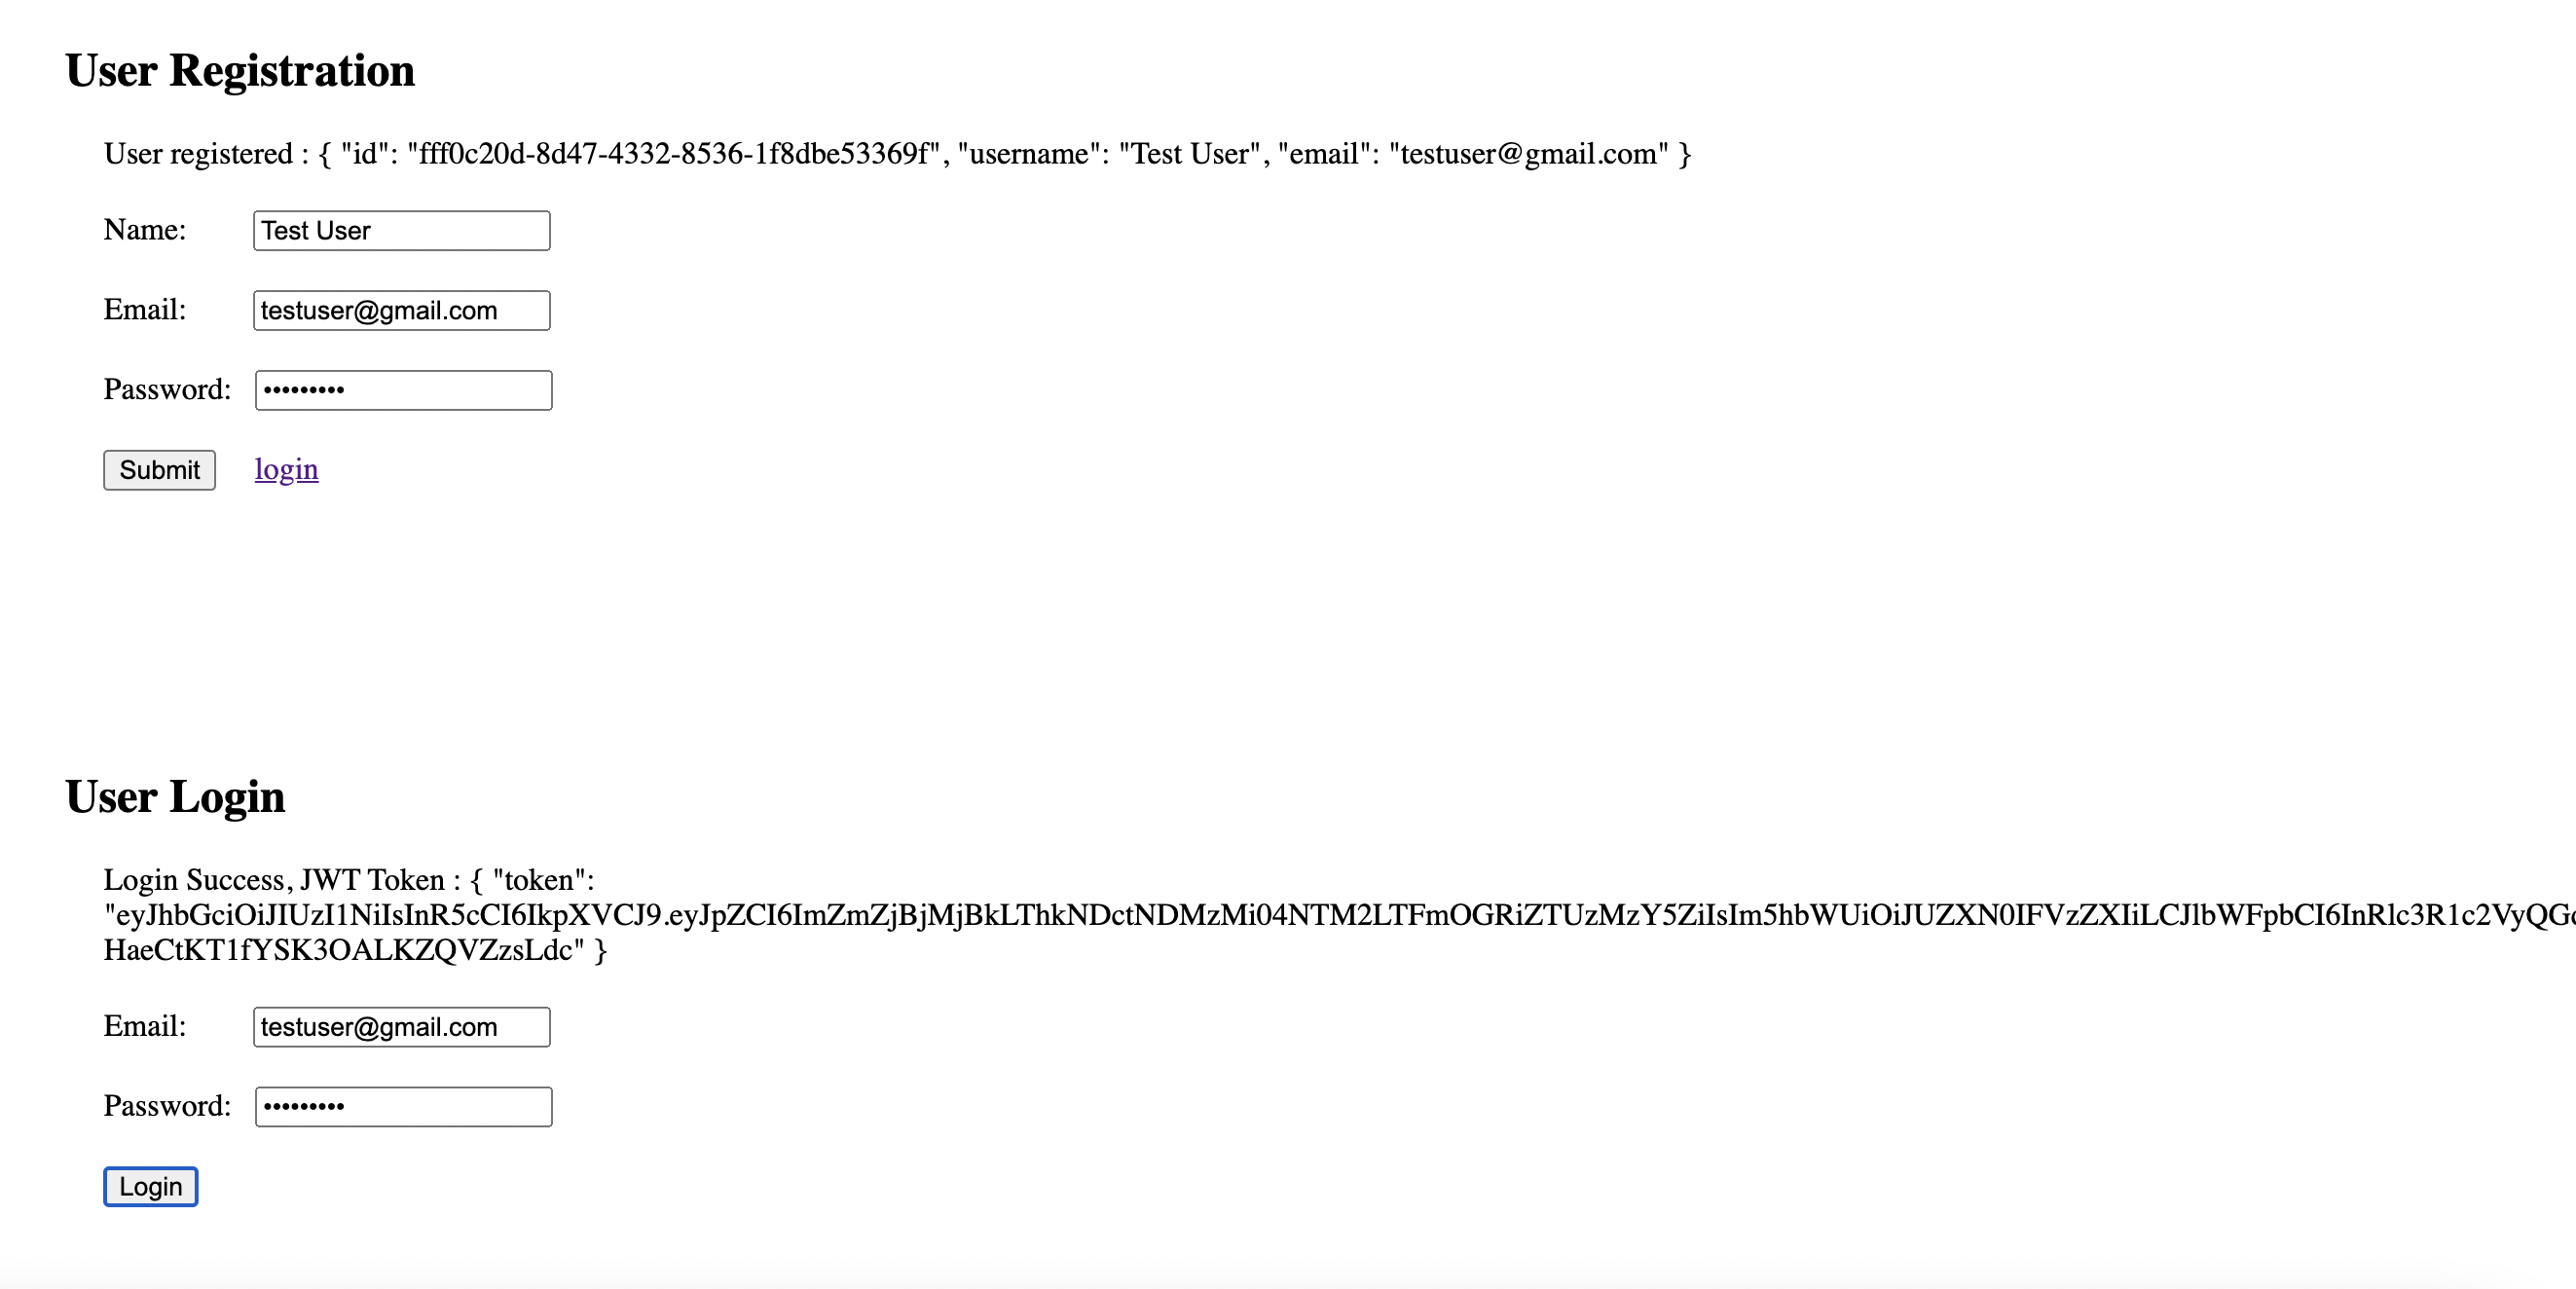 User Registration
User registered : { "id": "fff0c20d-8d47-4332-8536-1f8dbe53369f", "username": "Test User", "email": "testuser@gmail.com" }
Name: Test User
Email: testuser@gmail.com
Password: •••••••••
Submit login
User Login
Login Success, JWT Token : { "token":
"eyJhbGciOiJIUzI1NiIsInR5cCI6IkpXVCJ9.eyJpZCI6ImZmZjBjMjBkLThkNDctNDMzMi04NTM2LTFmOGRiZTUzMzY5ZiIsIm5hbWUiOiJUZXN0IFVzZXIiLCJlbWFpbCI6InRlc3R1c2VyQG
HaeCtKT1fYSK3OALKZQVZzsLdc" }
Email: testuser@gmail.com
Password: •••••••••
Login